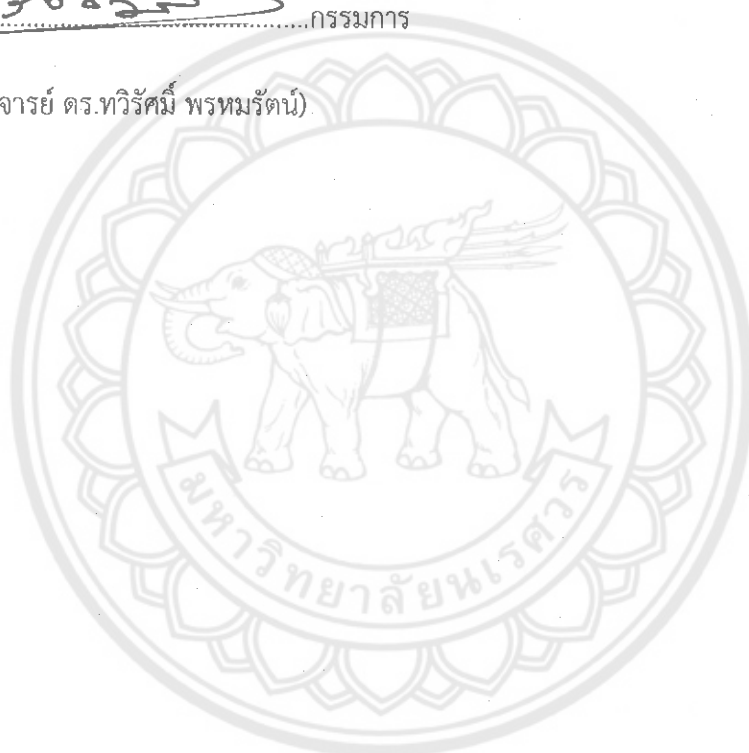 กรรมการ
จารย์ ดร.ทวิรัศมิ์ พรหมรัตน์)
มหาวิทยาลัยนเรศวร